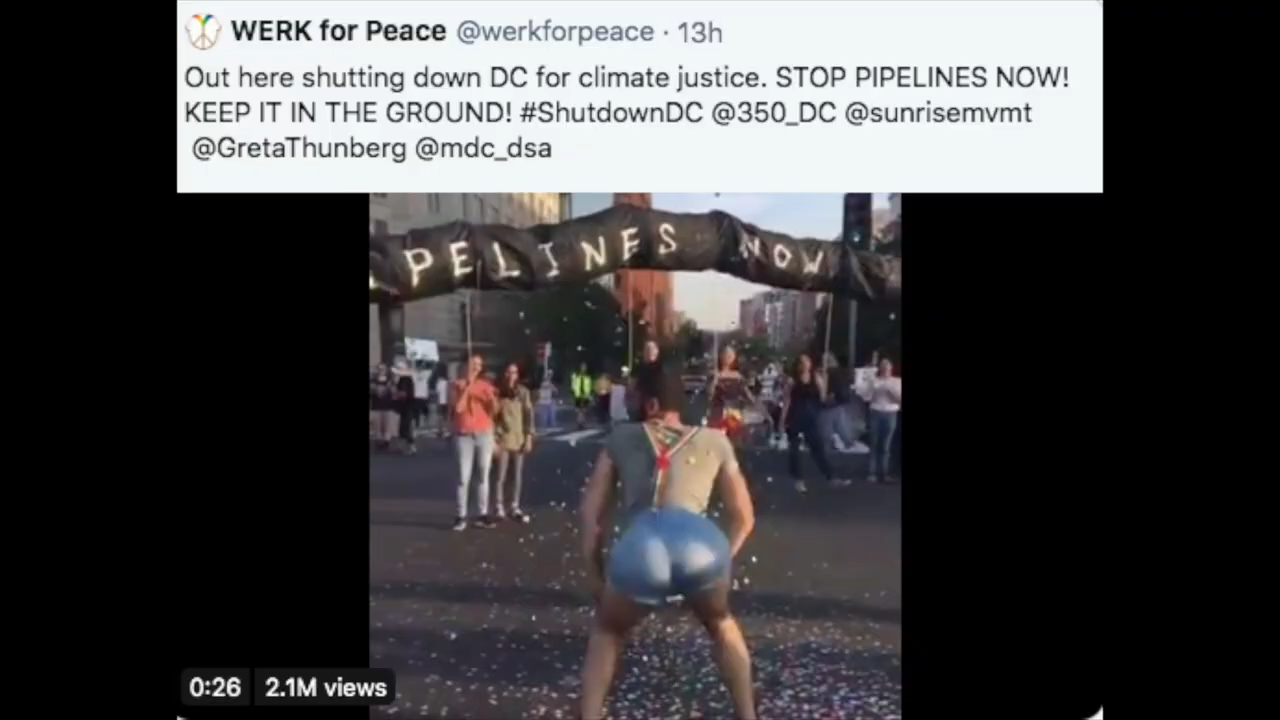 WERK for Peace @werkforpeace · 13h
Out here shutting down DC for climate justice. STOP PIPELINES NOW!
KEEP IT IN THE GROUND! #ShutdownDC @350_DC @sunrisemvmt
@GretaThunberg @mdc_dsa
PELINES NOW
0:26 2.1M views